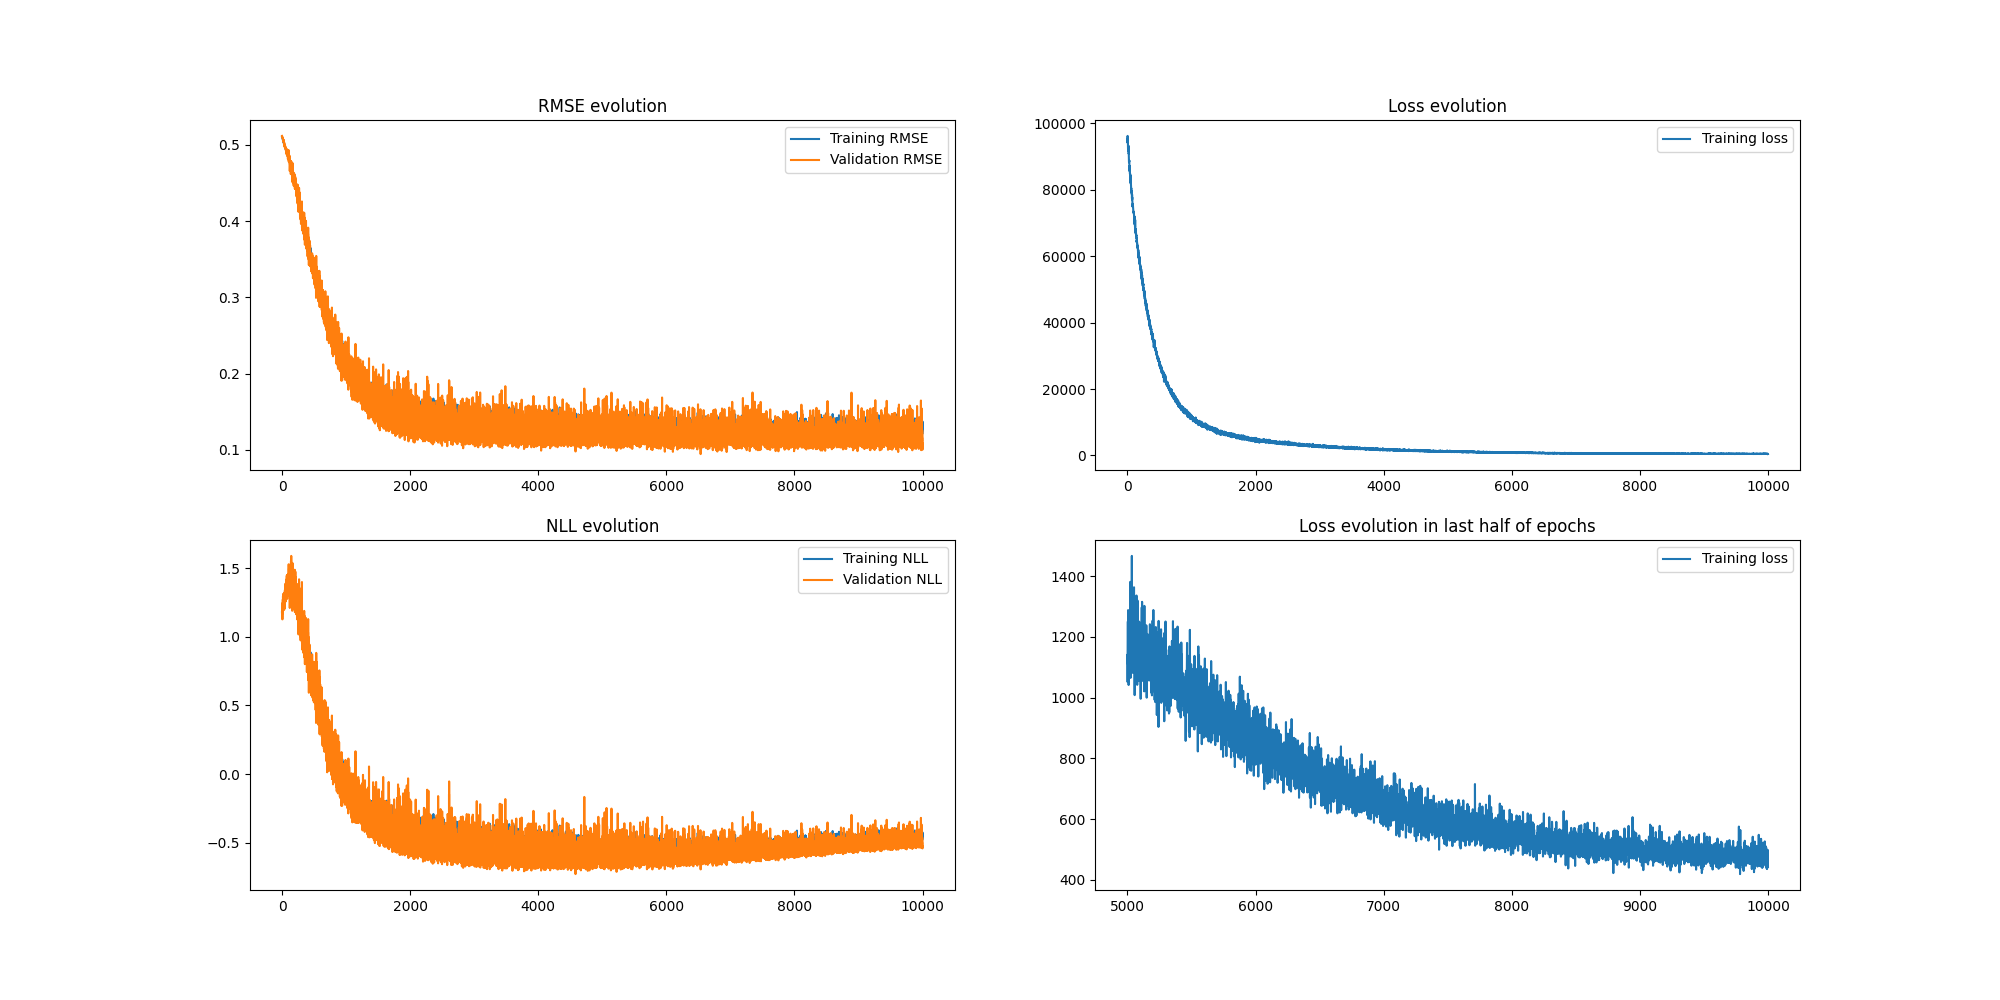 RMSE evolution
0.5
0.4
0.3
0.2
0.1
0 2000 4000 6000 8000 10000
Training RMSE
Validation RMSE
Loss evolution
100000
80000
60000
40000
20000
0
0 2000 4000 6000 8000 10000
Training loss
NLL evolution
1.5
1.0
0.5
0.0
−0.5
0 2000 4000 6000 8000 10000
Training NLL
Validation NLL
Loss evolution in last half of epochs
1400
1200
1000
800
600
400
5000 6000 7000 8000 9000 10000
Training loss